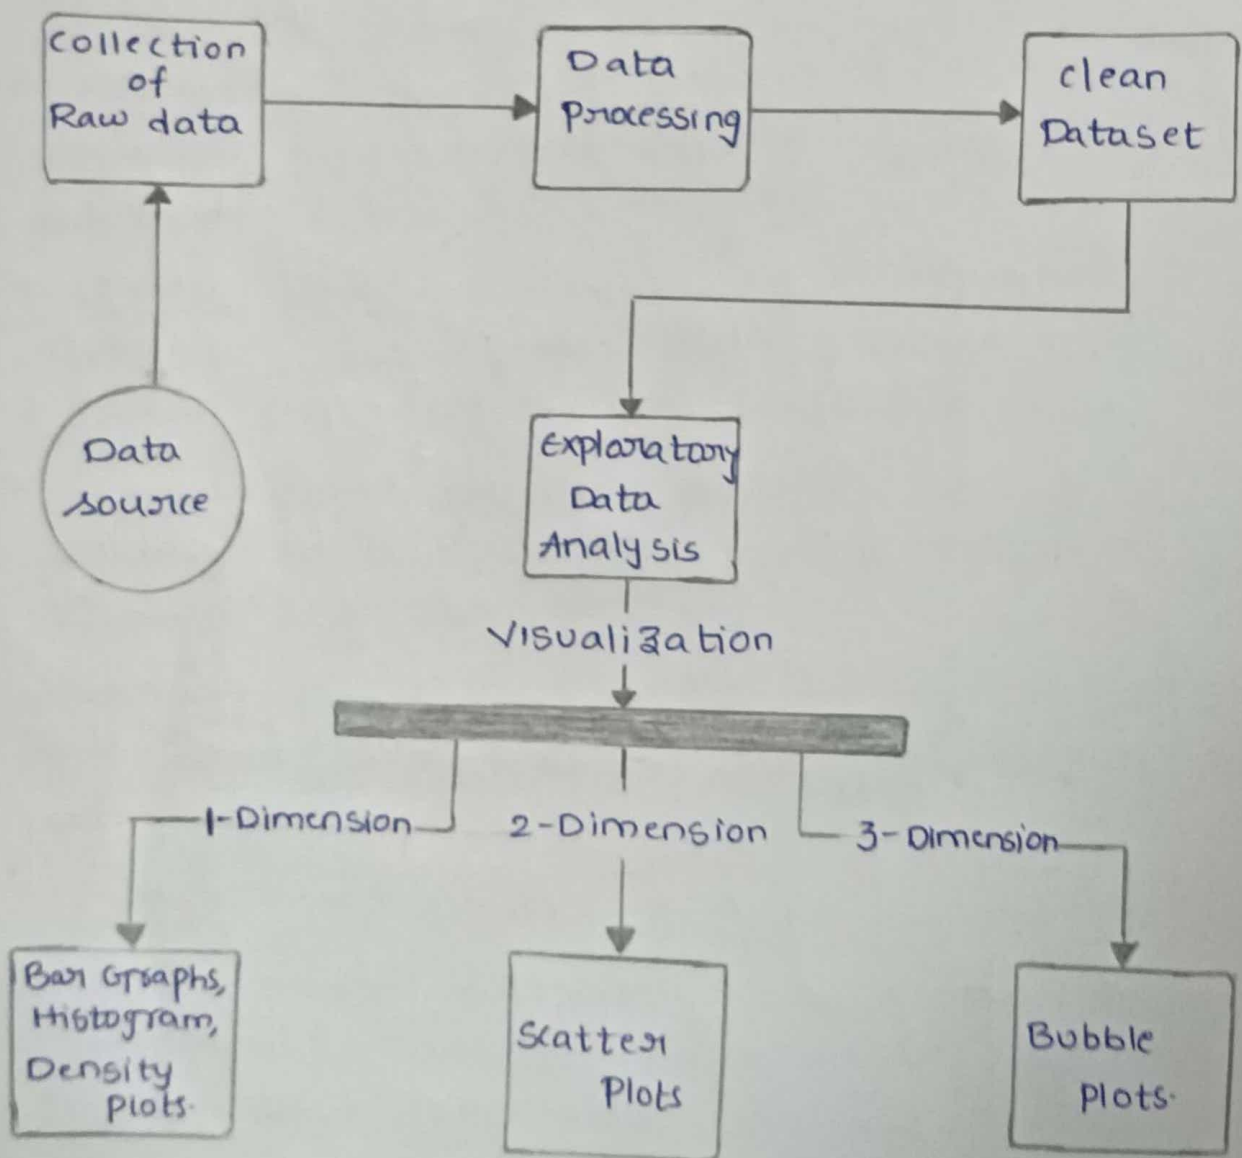 Collection
of
Raw data
Data
Processing
clean
Dataset
Data
source
Exploratory
Data
Analysis
Visualization
1-Dimension
2-Dimension
3-Dimension
Bar Graphs,
Histogram,
Density
Plots.
Scatter
Plots
Bubble
Plots.